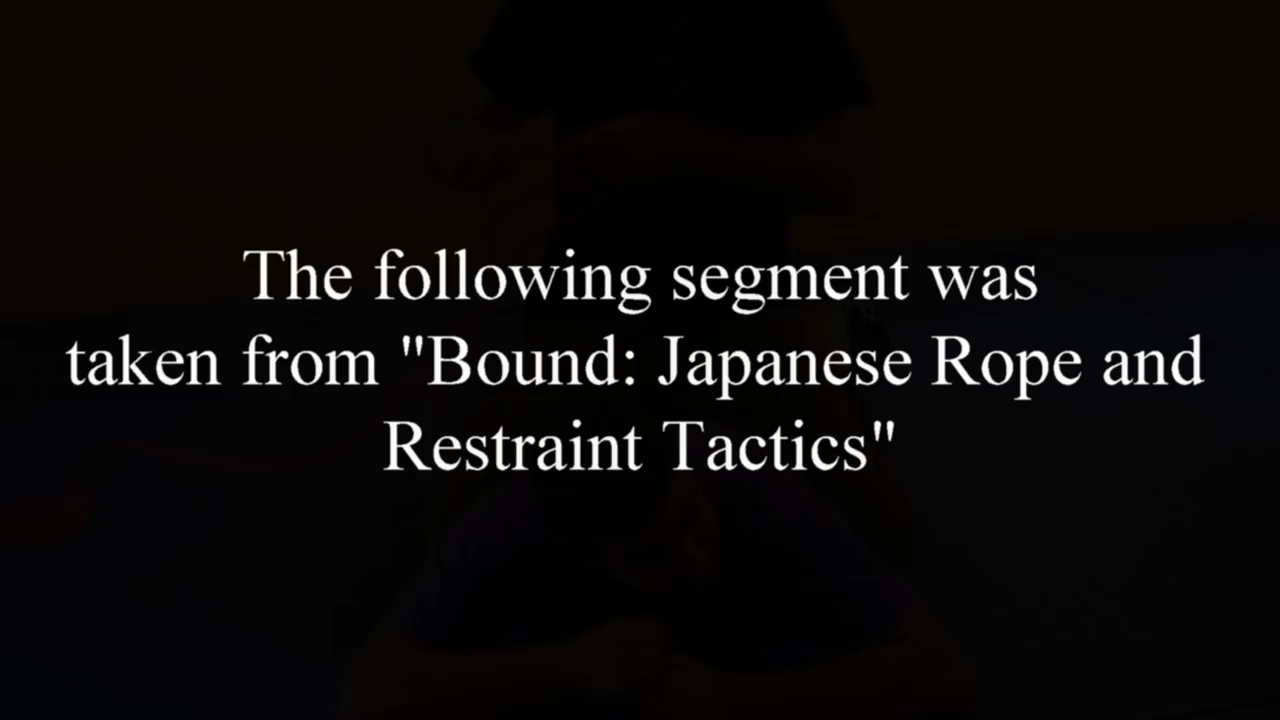 The following segment was
taken from "Bound: Japanese Rope and
Restraint Tactics"